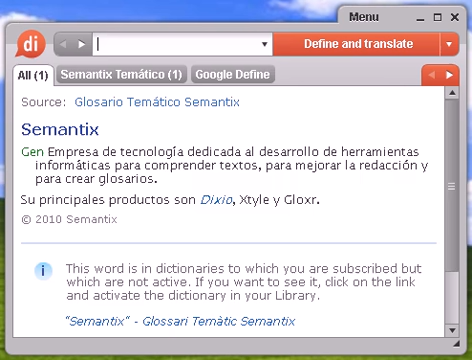 Menu
di
Define and translate
All (1)
Semantix Temático (1)
Google Define
Source: Glosario Temático Semantix
Semantix
Gen Empresa de tecnología dedicada al desarrollo de herramientas
informáticas para comprender textos, para mejorar la redacción y
para crear glosarios.
Su principales producto son Dixio, Xtyle y Gloxr.
© 2010 Semantix
i
This word is in dictionaries to which you are subscribed but
which are not active. If you want to see it, click on the link
and activate the dictionary in your Library.
"Semantix" - Glossari Temàtic Semantix